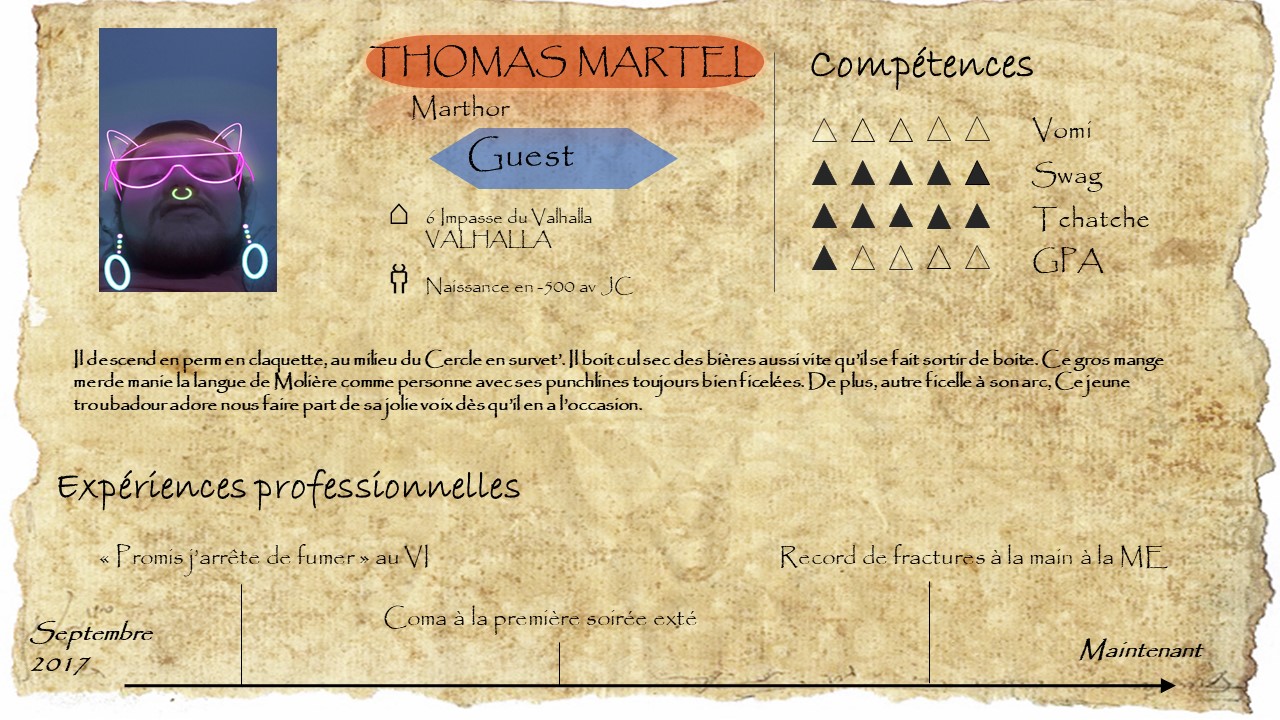 THOMAS MARTEL
Marthor
Guest
6 Impasse du Valhalla
VALHALLA
Naissance en -500 av JC
Compétences
Vomi
Swag
Tchatche
GPA
Il descend en perm en claquette, au milieu du Cercle en survet’. Il boit cul sec des bières aussi vite qu’il se fait sortir de boite. Ce gros mange
merde manie la langue de Molière comme personne avec ses punchlines toujours bien ficelées. De plus, autre ficelle à son arc, Ce jeune
troubadour adore nous faire part de sa jolie voix dès qu’il en a l’occasion.
Expériences professionnelles
« Promis j’arrête de fumer » au VI
Record de fractures à la main à la ME
Coma à la première soirée exté
Septembre
2017
Maintenant